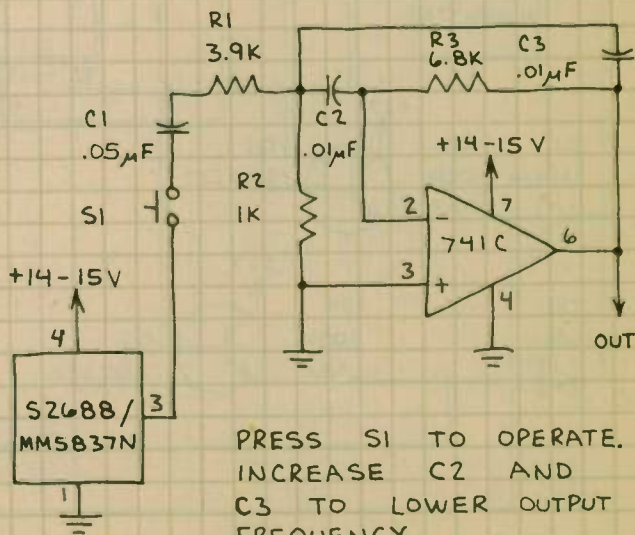 R1
3.9K
R3
6.8K
C3
.01µF
C1
.05µF
C2
.01µF
+14-15 V
R2
1K
S1
2
-
7
741C
6
3
+
4
OUT
+14-15V
4
S2688/
MM5837N
3
1
PRESS S1 TO OPERATE.
INCREASE C2 AND
C3 TO LOWER OUTPUT
FREQUENCY